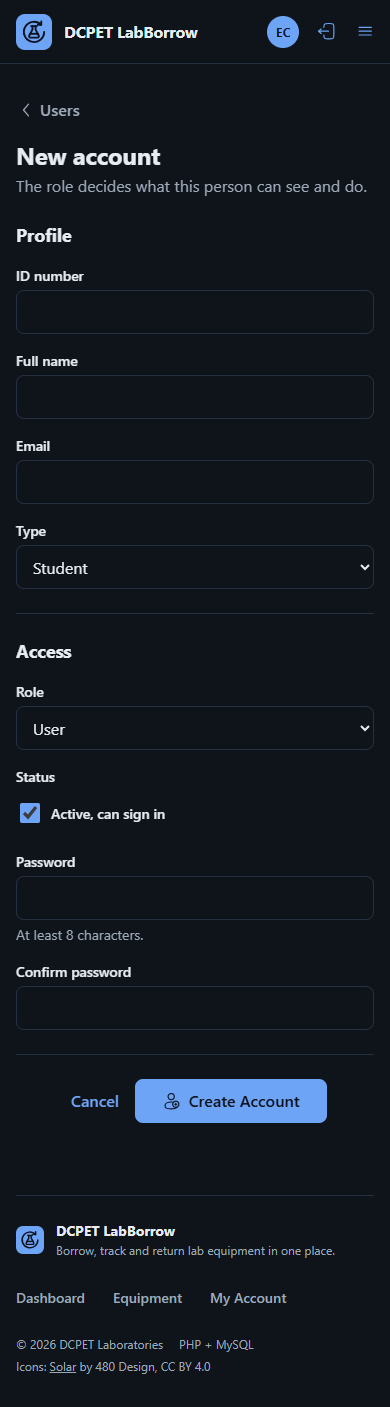 DCPET LabBorrow
EC
Users
New account
The role decides what this person can see and do.
Profile
ID number
Full name
Email
Type
Student
Access
Role
User
Status
Active, can sign in
Password
At least 8 characters.
Confirm password
Cancel
Create Account
DCPET LabBorrow
Borrow, track and return lab equipment in one place.
Dashboard Equipment My Account
© 2026 DCPET Laboratories PHP + MySQL
Icons: Solar by 480 Design, CC BY 4.0